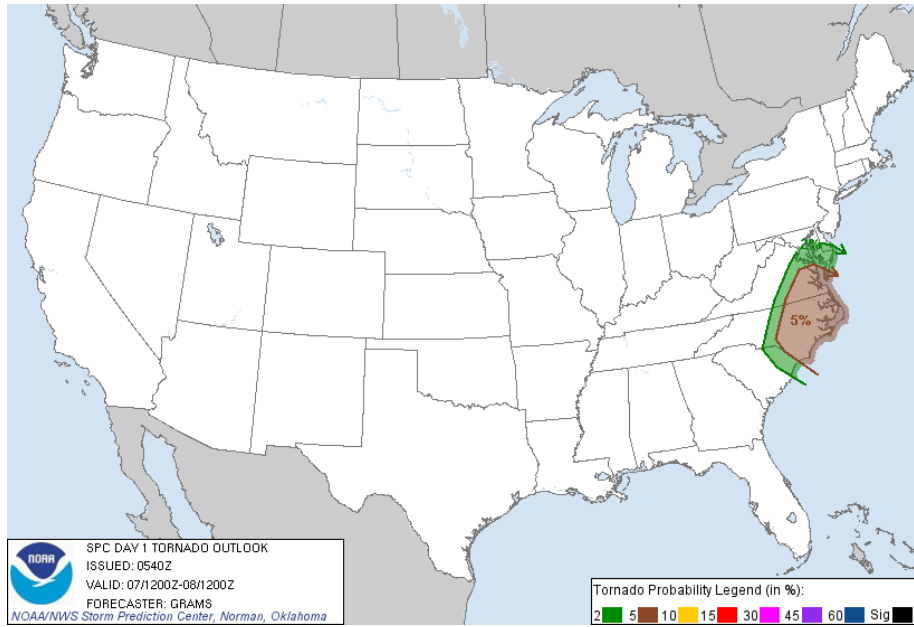 2%
5%
NOAA
SPC DAY 1 TORNADO OUTLOOK
ISSUED: 0540Z
VALID: 07/1200Z-08/1200Z
FORECASTER: GRAMS
NOAA/NWS Storm Prediction Center, Norman, Oklahoma
Tornado Probability Legend (in %):
2 5 10 15 30 45 60 Sig